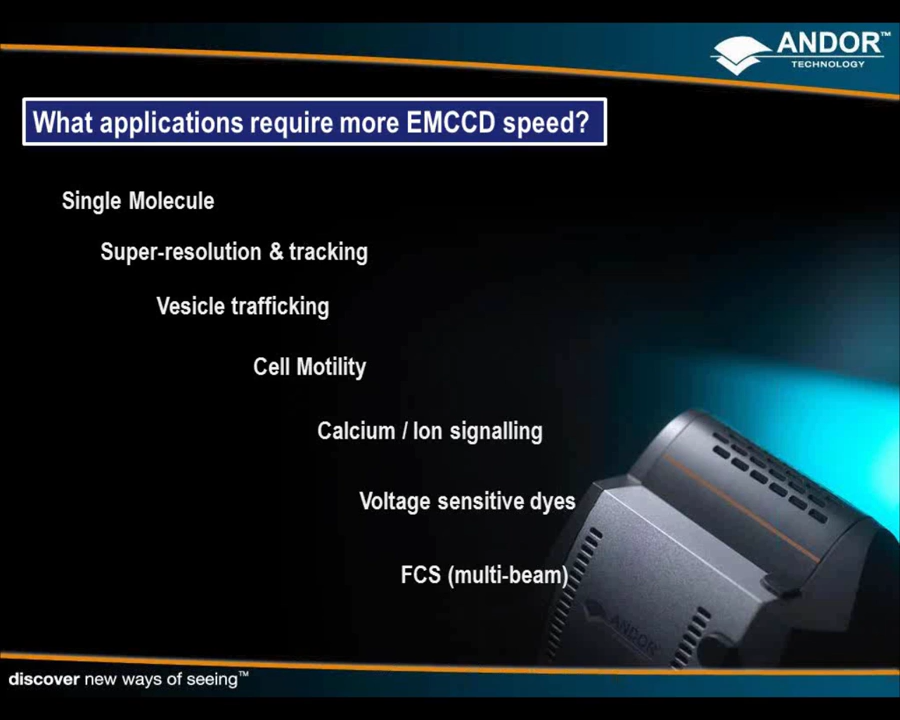 ANDOR™
TECHNOLOGY
What applications require more EMCCD speed?
Single Molecule
Super-resolution & tracking
Vesicle trafficking
Cell Motility
Calcium / Ion signalling
Voltage sensitive dyes
FCS (multi-beam)
ANDOR
discover new ways of seeing™